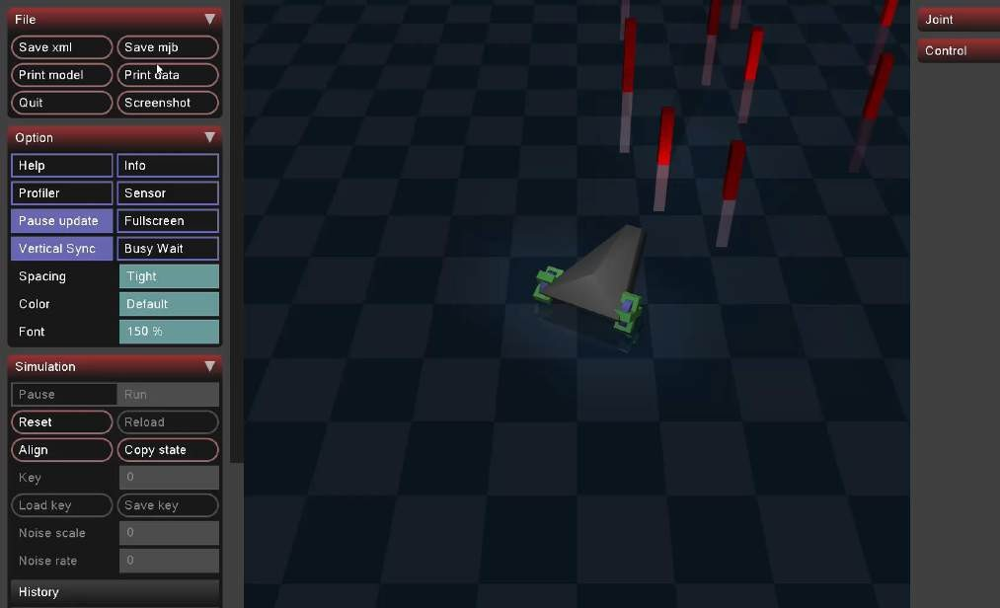 File
Save xml Save mjb
Print model Print data
Quit Screenshot
Option
Help Info
Profiler Sensor
Pause update Fullscreen
Vertical Sync Busy Wait
Spacing Tight
Color Default
Font 150 %
Simulation
Pause Run
Reset Reload
Align Copy state
Key 0
Load key Save key
Noise scale 0
Noise rate 0
History
Joint
Control